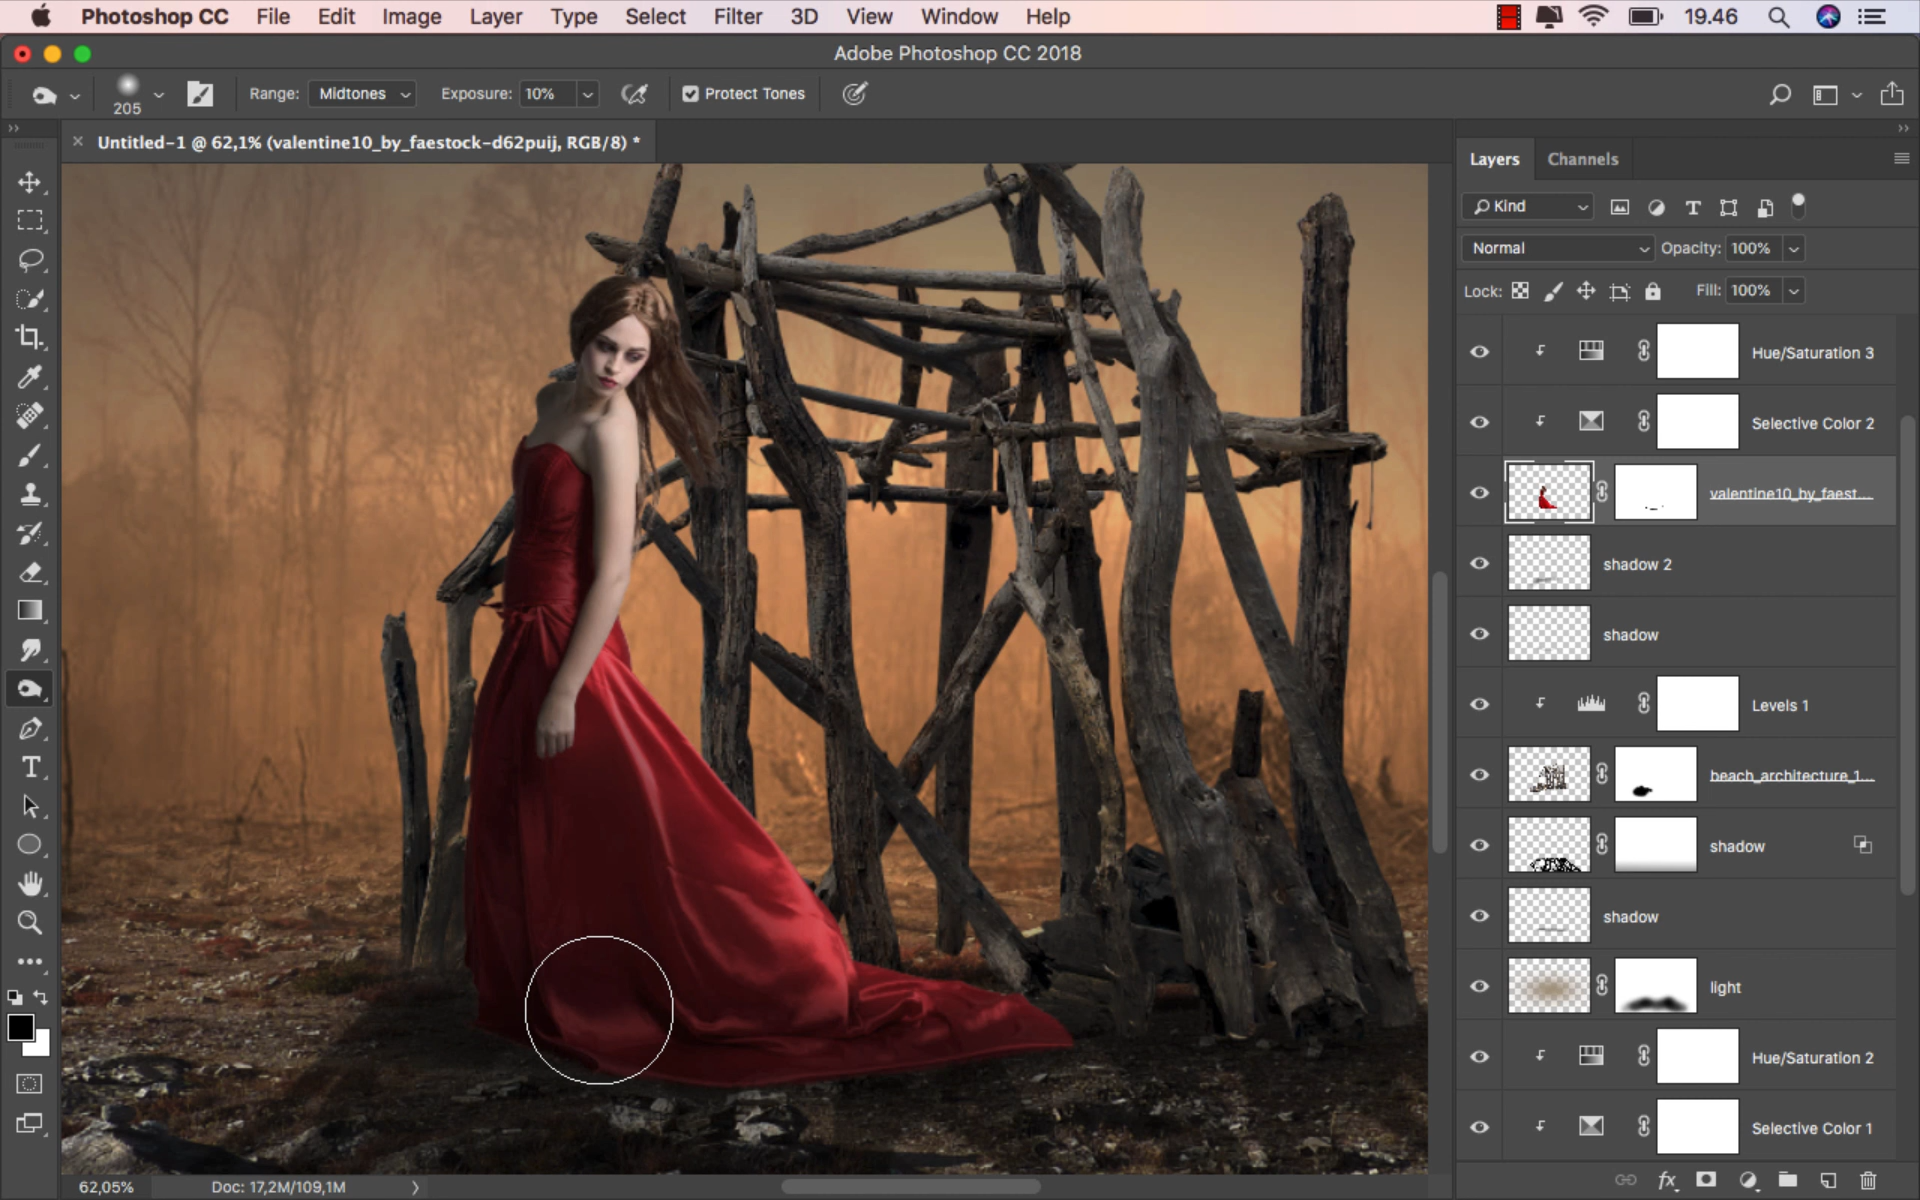 Photoshop CC File Edit Image Layer Type Select Filter 3D View Window Help 19.46
Adobe Photoshop CC 2018
205 Range: Midtones Exposure: 10% Protect Tones
Untitled-1 @ 62,1% (valentine10_by_faestock-d62puij, RGB/8) *
Layers Channels
Kind
Normal Opacity: 100%
Lock: Fill: 100%
Hue/Saturation 3
Selective Color 2
valentine10_by_faest...
shadow 2
shadow
Levels 1
beach_architecture_1...
shadow
shadow
light
Hue/Saturation 2
Selective Color 1
62,05% Doc: 17,2M/109,1M